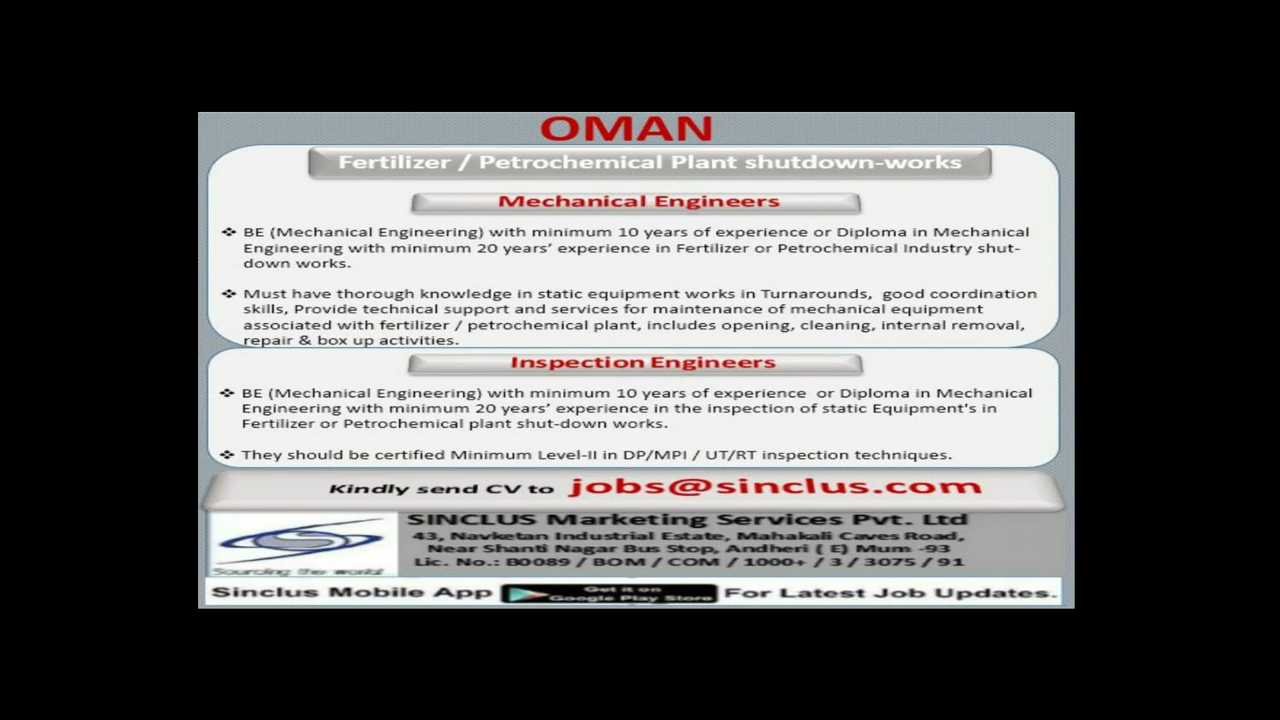 OMAN
Fertilizer / Petrochemical Plant shutdown-works
Mechanical Engineers
❖ BE (Mechanical Engineering) with minimum 10 years of experience or Diploma in Mechanical
Engineering with minimum 20 years’ experience in Fertilizer or Petrochemical Industry shut-
down works.
❖ Must have thorough knowledge in static equipment works in Turnarounds, good coordination
skills, Provide technical support and services for maintenance of mechanical equipment
associated with fertilizer / petrochemical plant, includes opening, cleaning, internal removal,
repair & box up activities.
Inspection Engineers
❖ BE (Mechanical Engineering) with minimum 10 years of experience or Diploma in Mechanical
Engineering with minimum 20 years’ experience in the inspection of static Equipment's in
Fertilizer or Petrochemical plant shut-down works.
❖ They should be certified Minimum Level-II in DP/MPI / UT/RT inspection techniques.
Kindly send CV to jobs@sinclus.com
SINCLUS Marketing Services Pvt. Ltd
43, Navketan Industrial Estate, Mahakali Caves Road,
Near Shanti Nagar Bus Stop, Andheri ( E) Mum -93
Lic. No.: B0089 / BOM / COM / 1000+ / 3 / 3075 / 91
Sourcing the world
Sinclus Mobile App Get it on Google Play Store For Latest Job Updates.